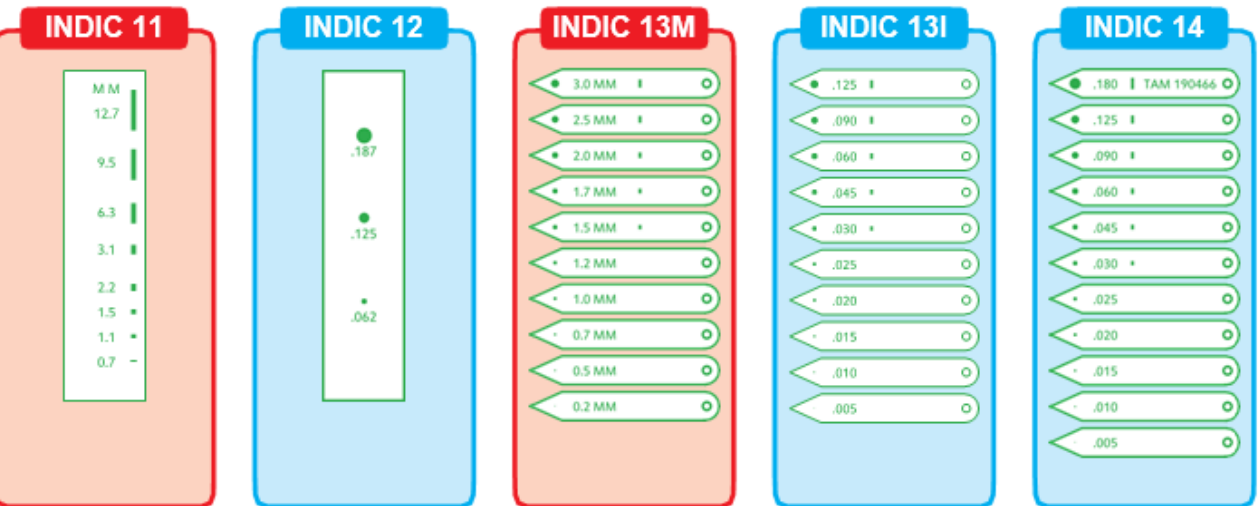 INDIC 11
MM
12.7
9.5
6.3
3.1
2.2
1.5
1.1
0.7
INDIC 12
.187
.125
.062
INDIC 13M
3.0 MM
2.5 MM
2.0 MM
1.7 MM
1.5 MM
1.2 MM
1.0 MM
0.7 MM
0.5 MM
0.2 MM
INDIC 13I
.125
.090
.060
.045
.030
.025
.020
.015
.010
.005
INDIC 14
.180 TAM 190466
.125
.090
.060
.045
.030
.025
.020
.015
.010
.005